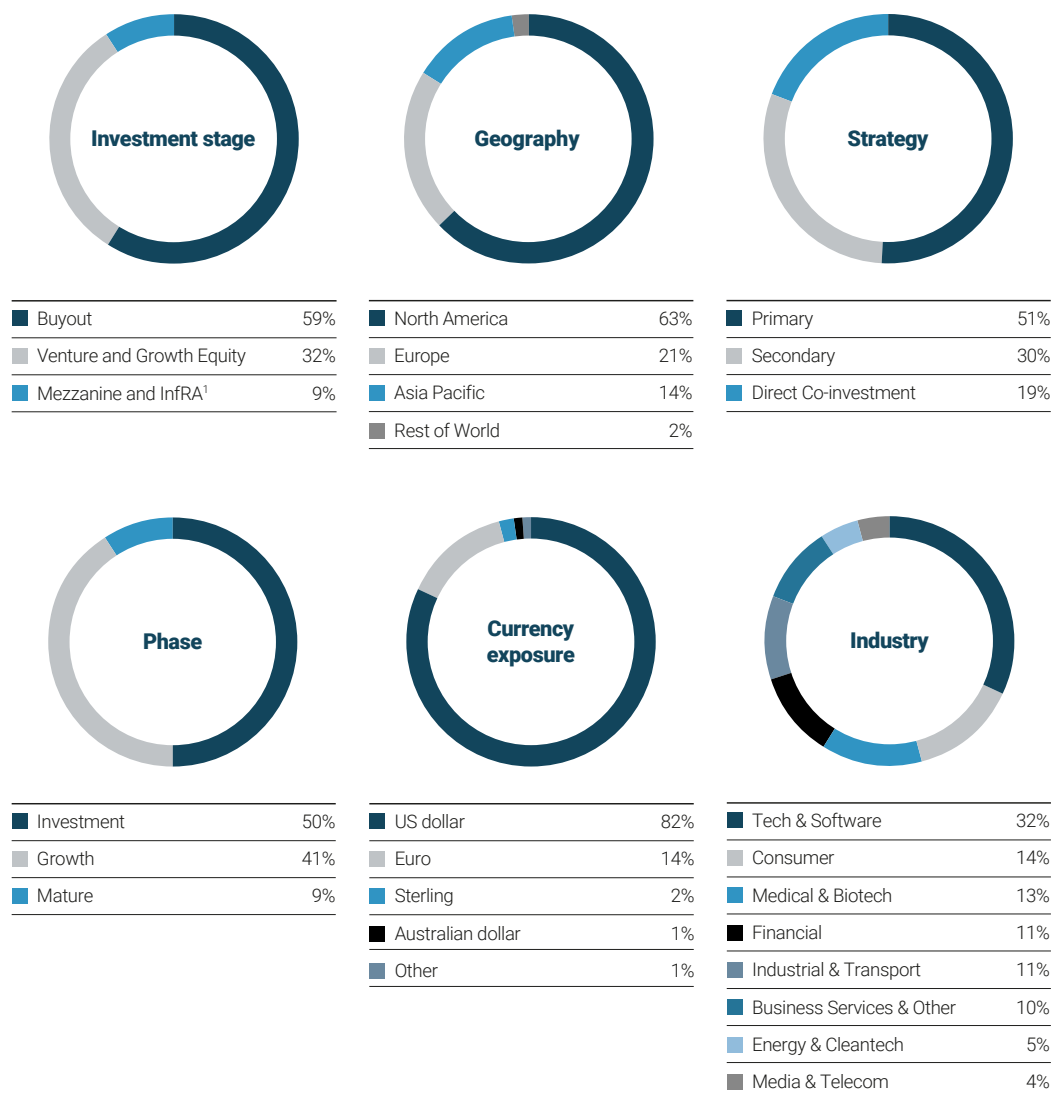 Investment stage
Buyout 59%
Venture and Growth Equity 32%
Mezzanine and InfRA¹ 9%
Geography
North America 63%
Europe 21%
Asia Pacific 14%
Rest of World 2%
Strategy
Primary 51%
Secondary 30%
Direct Co-investment 19%
Phase
Investment 50%
Growth 41%
Mature 9%
Currency
exposure
US dollar 82%
Euro 14%
Sterling 2%
Australian dollar 1%
Other 1%
Industry
Tech & Software 32%
Consumer 14%
Medical & Biotech 13%
Financial 11%
Industrial & Transport 11%
Business Services & Other 10%
Energy & Cleantech 5%
Media & Telecom 4%